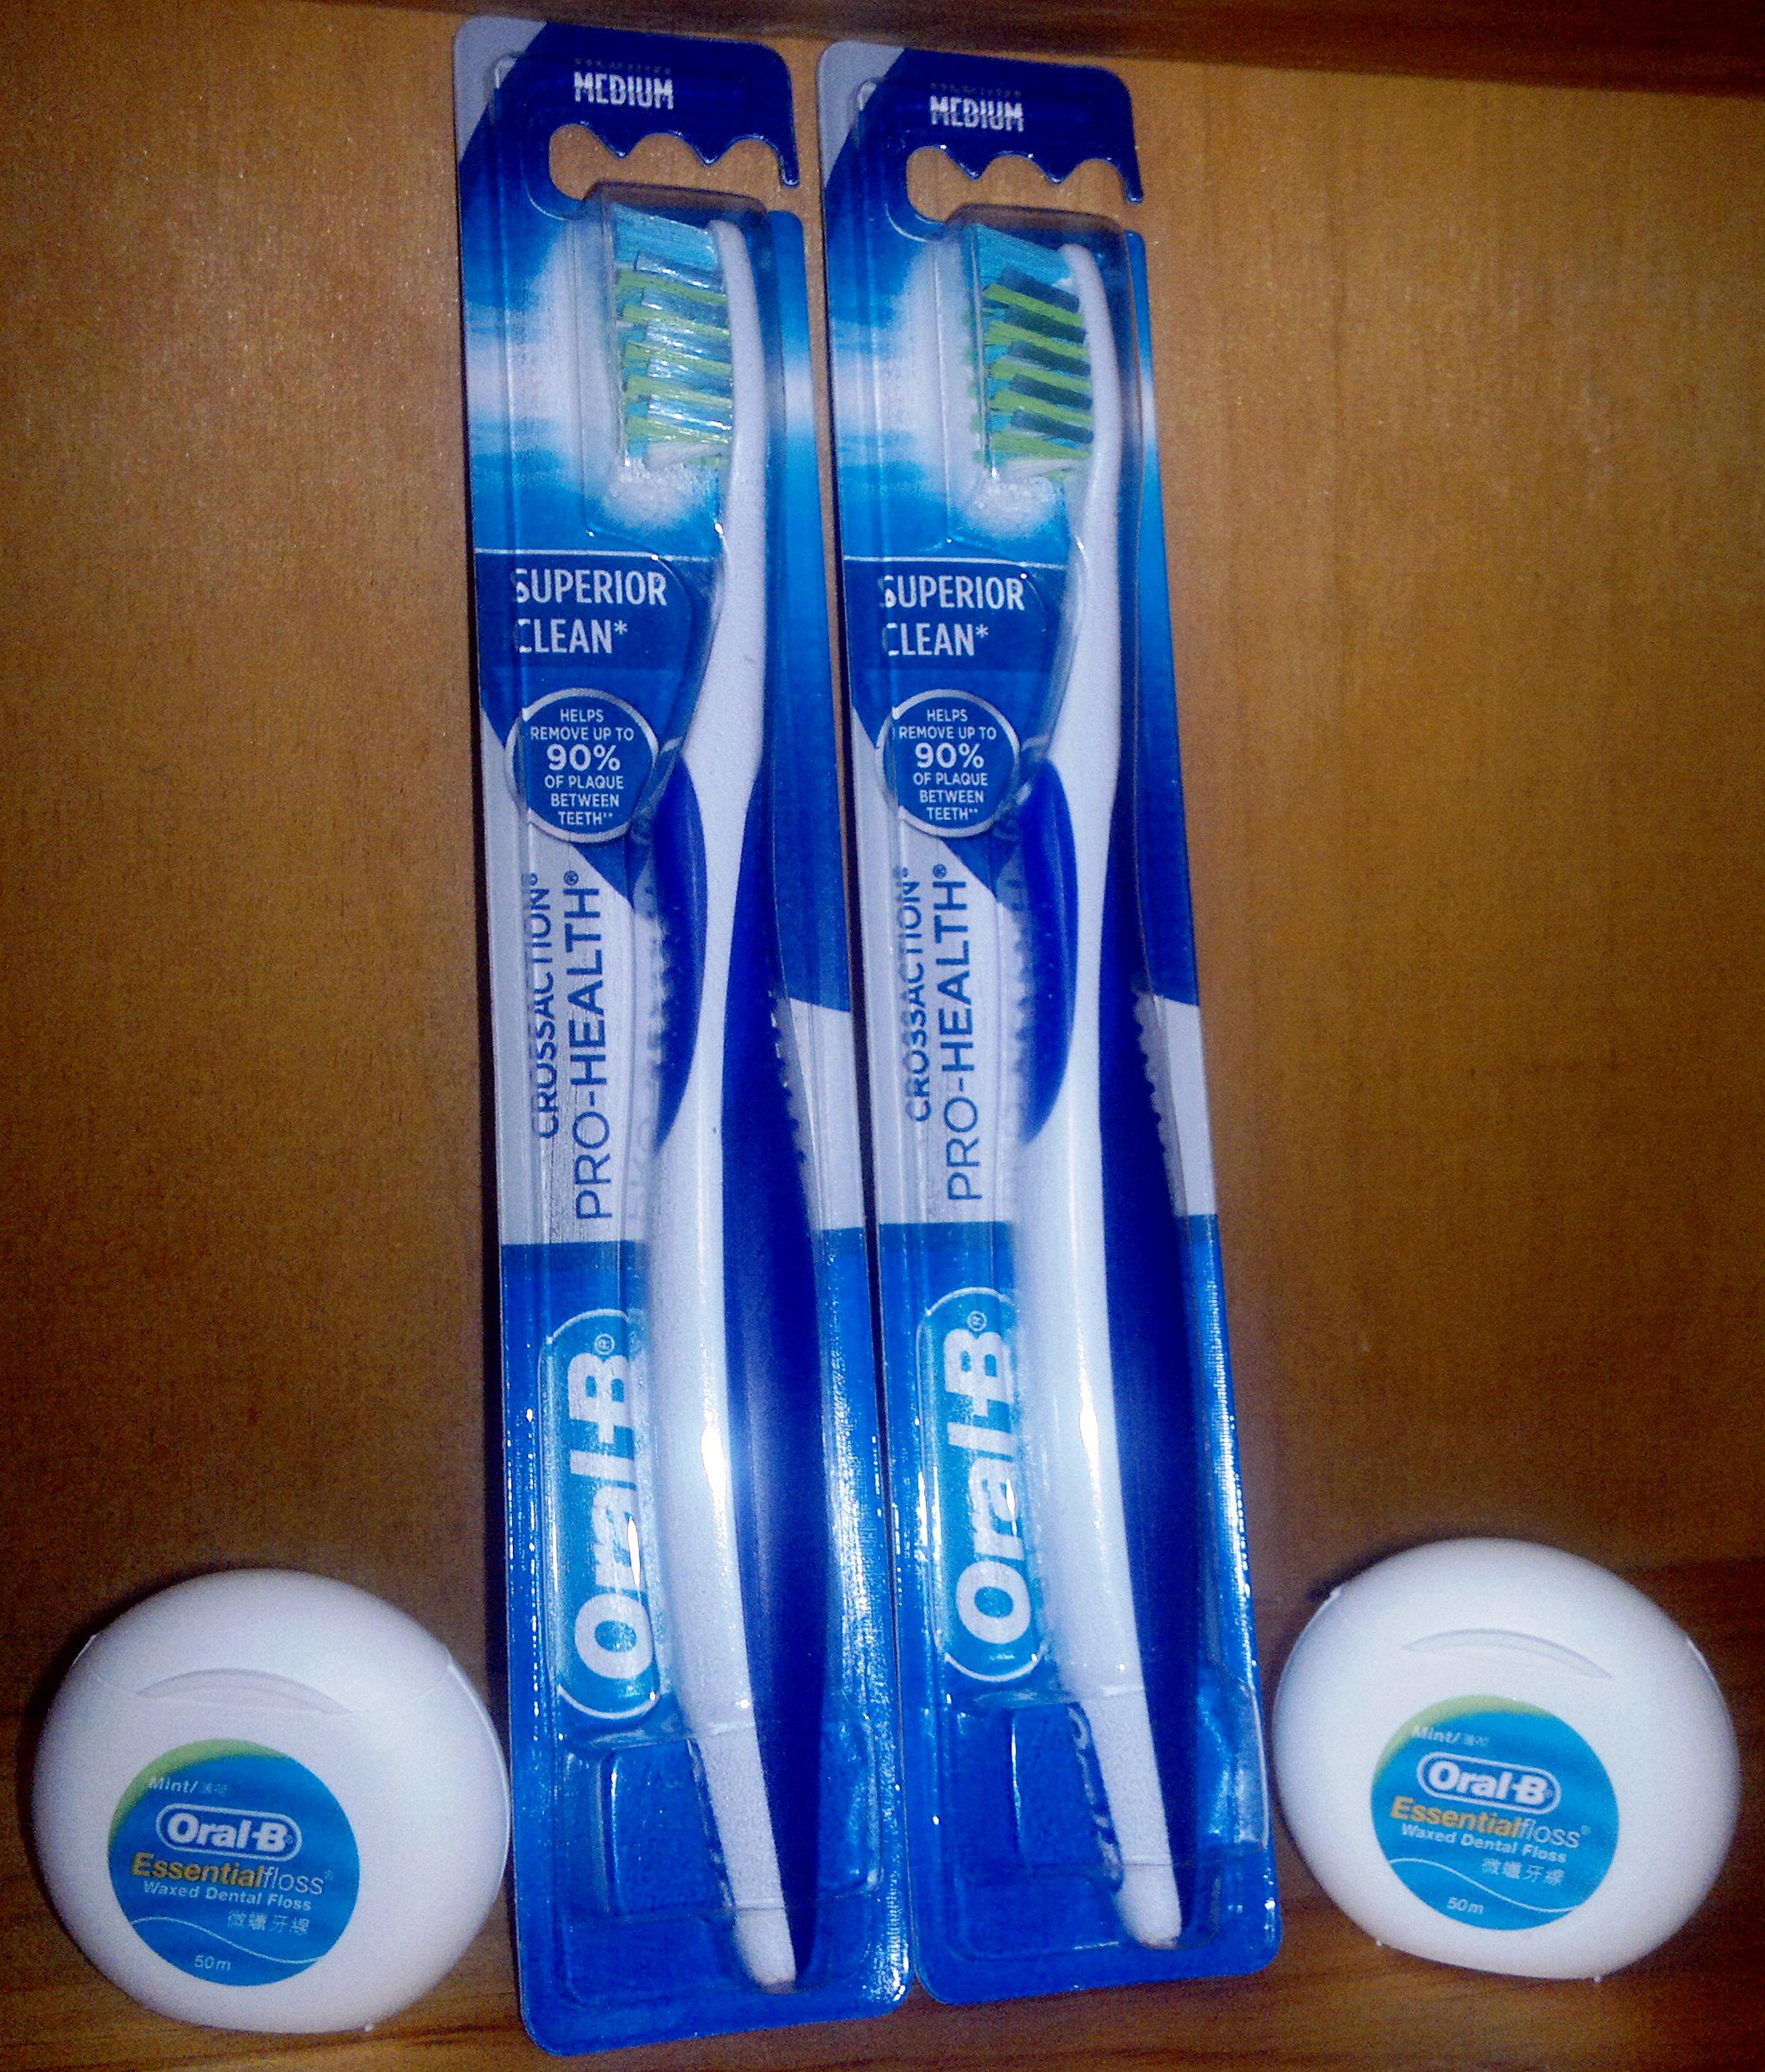 MEDIUM
SUPERIOR
CLEAN*
HELPS
REMOVE UP TO
90%
OF PLAQUE
BETWEEN
TEETH**
CROSSACTION®
PRO-HEALTH®
Oral-B®
MEDIUM
SUPERIOR
CLEAN*
HELPS
REMOVE UP TO
90%
OF PLAQUE
BETWEEN
TEETH**
CROSSACTION®
PRO-HEALTH®
Oral-B®
Mint/薄荷
Oral-B
Essentialfloss®
Waxed Dental Floss
微蠟牙線
50m
Mint/薄荷
Oral-B
Essentialfloss®
Waxed Dental Floss
微蠟牙線
50m